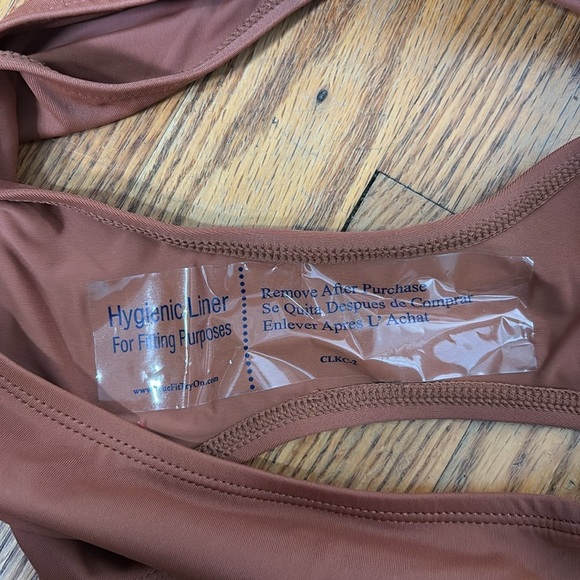 Hygienic Liner
For Fitting Purposes
Remove After Purchase
Se Quita Despues de Comprar
Enlever Apres L' Achat
CLKC-2